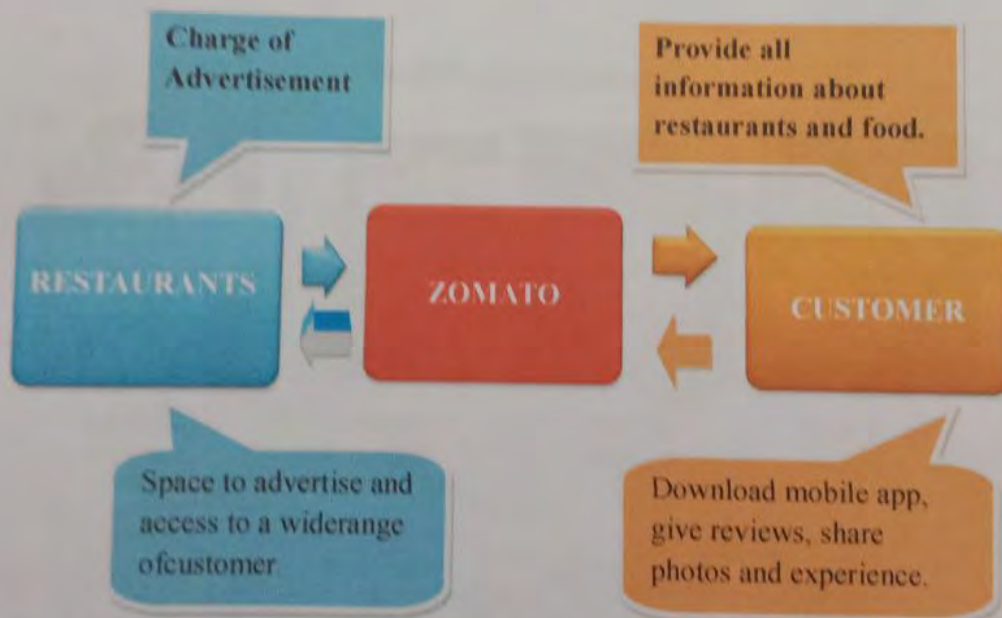 Charge of
Advertisement
Provide all
information about
restaurants and food.
RESTAURANTS
ZOMATO
CUSTOMER
Space to advertise and
access to a widerange
ofcustomer
Download mobile app,
give reviews, share
photos and experience.